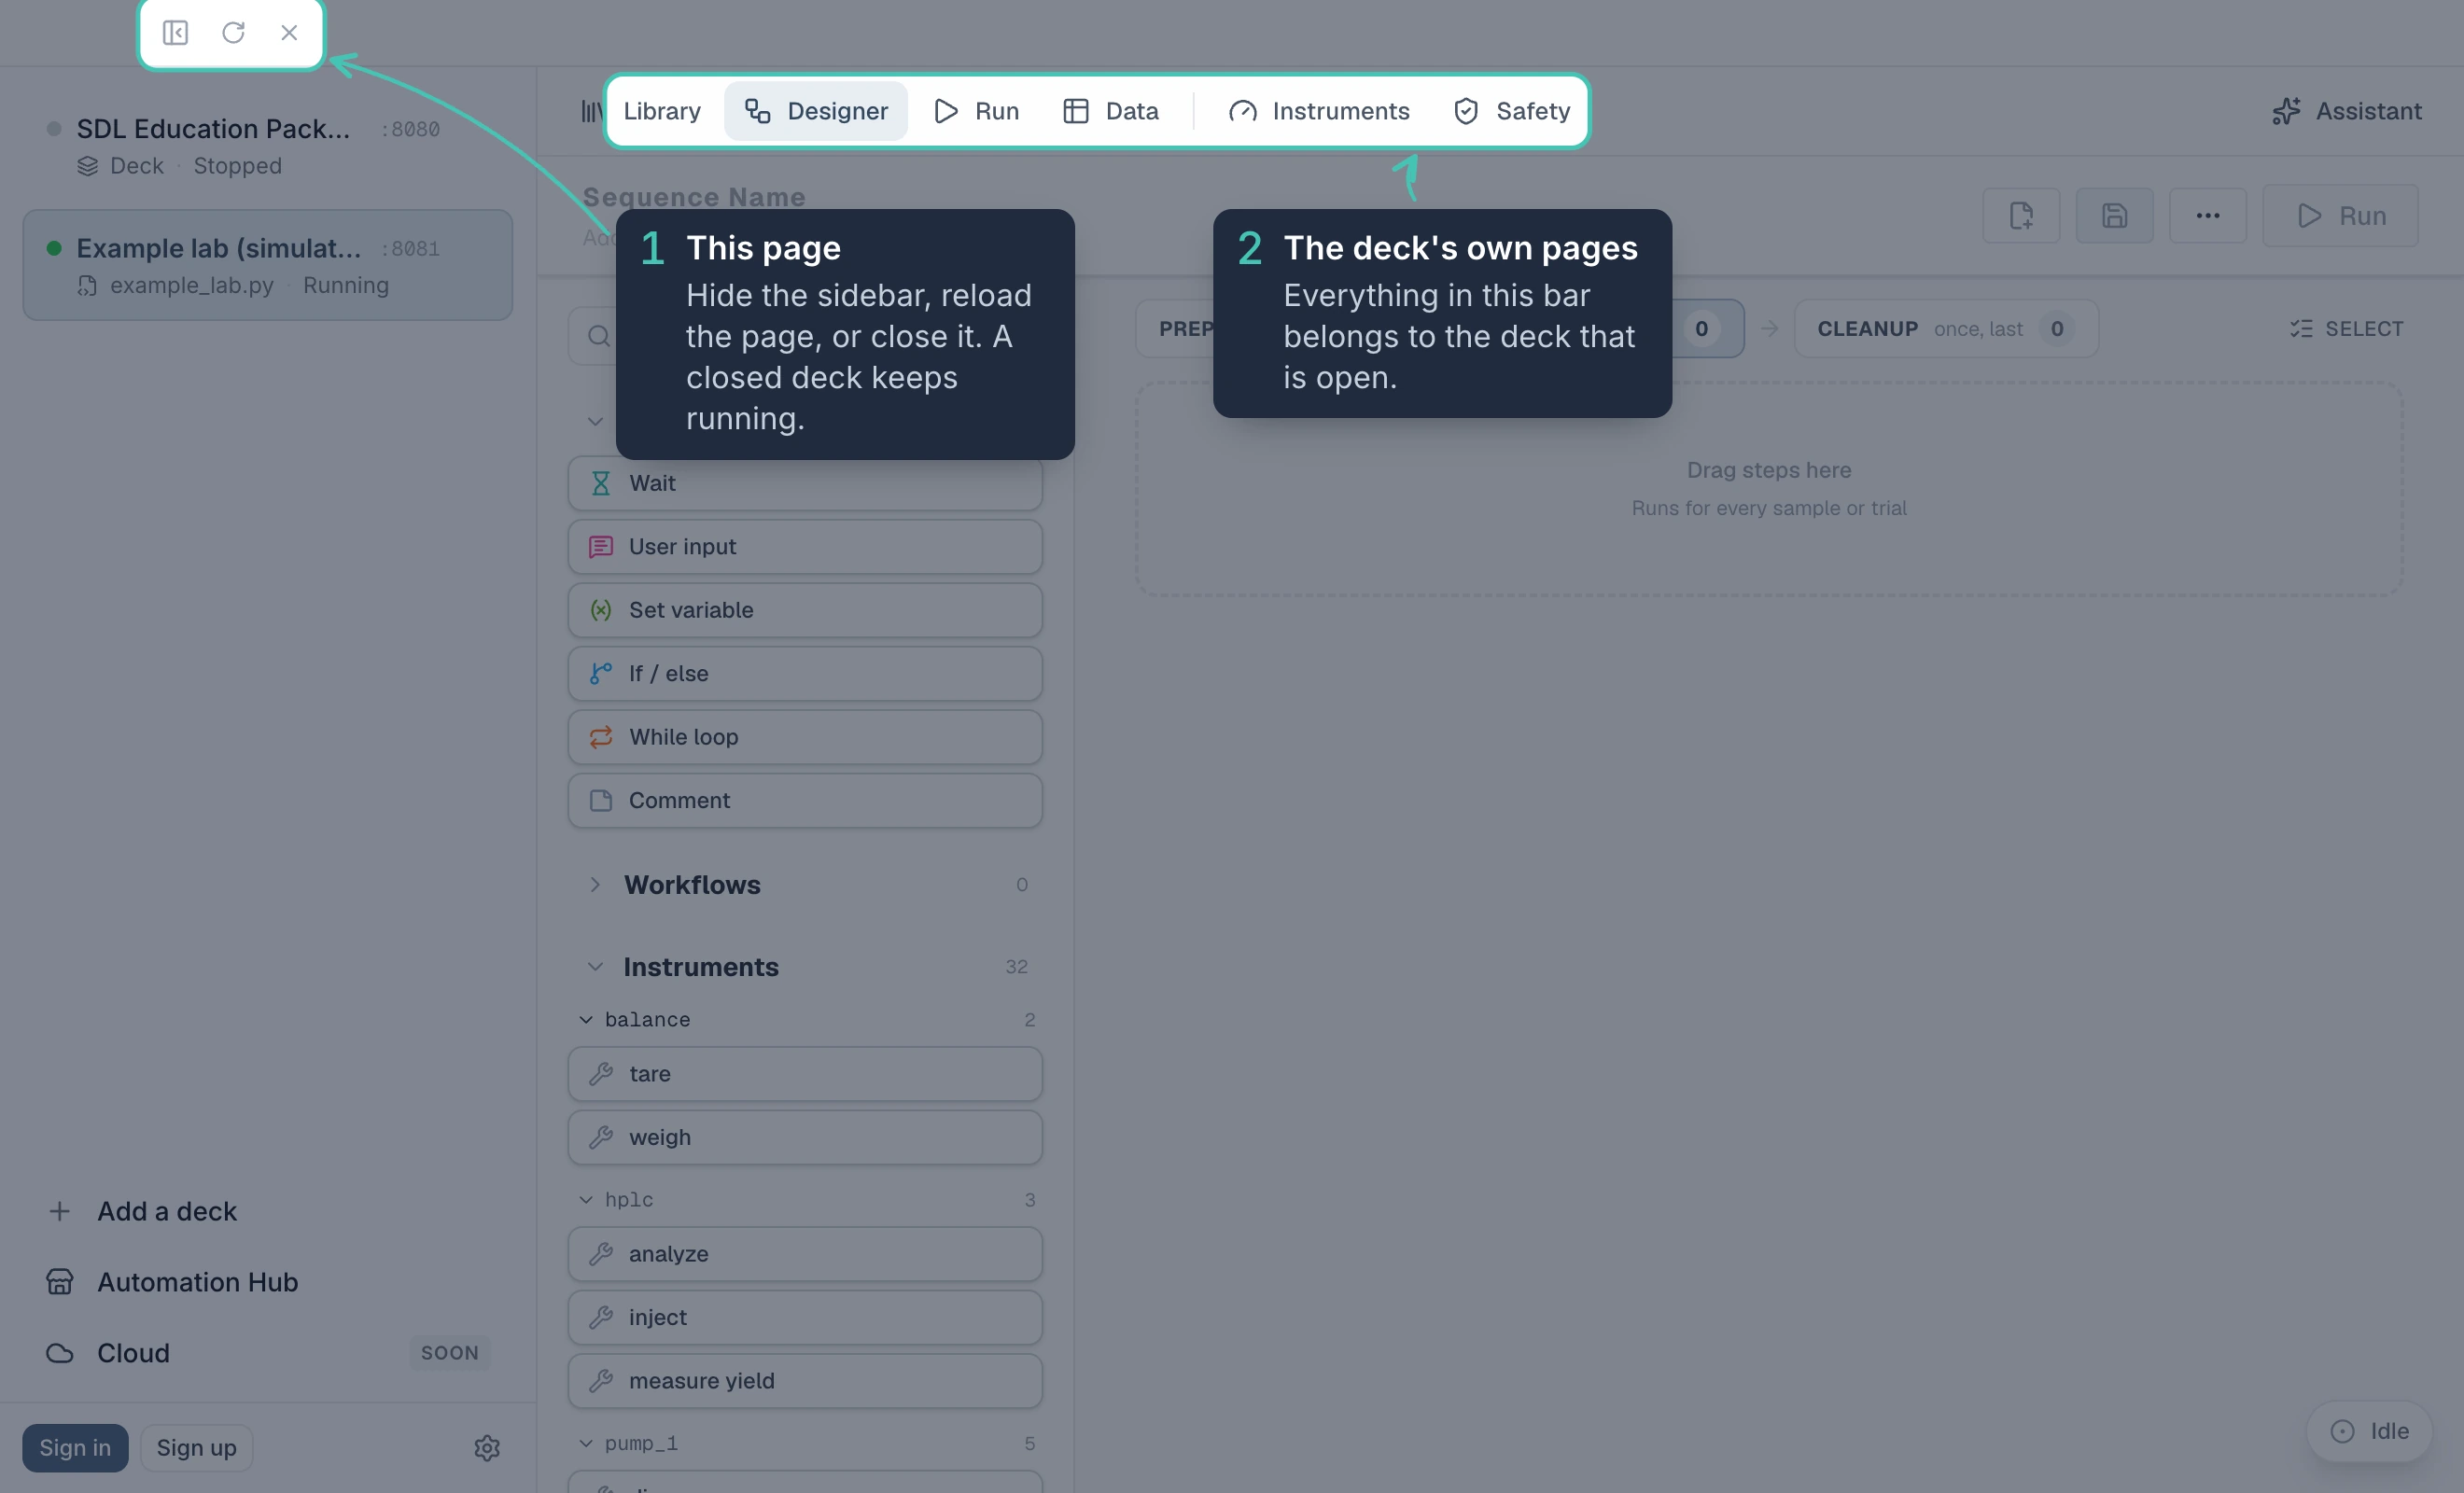 SDL Education Pack... :8080
Deck · Stopped
Example lab (simulat... :8081
example_lab.py · Running
Add a deck
Automation Hub
Cloud SOON
Sign in Sign up
Library Designer Run Data Instruments Safety Assistant
Sequence Name
Run
1 This page
Hide the sidebar, reload
the page, or close it. A
closed deck keeps
running.
2 The deck's own pages
Everything in this bar
belongs to the deck that
is open.
0 CLEANUP once, last 0 SELECT
Drag steps here
Runs for every sample or trial
Wait
User input
Set variable
If / else
While loop
Comment
Workflows 0
Instruments 32
balance 2
tare
weigh
hplc 3
analyze
inject
measure yield
pump_1 5
Idle